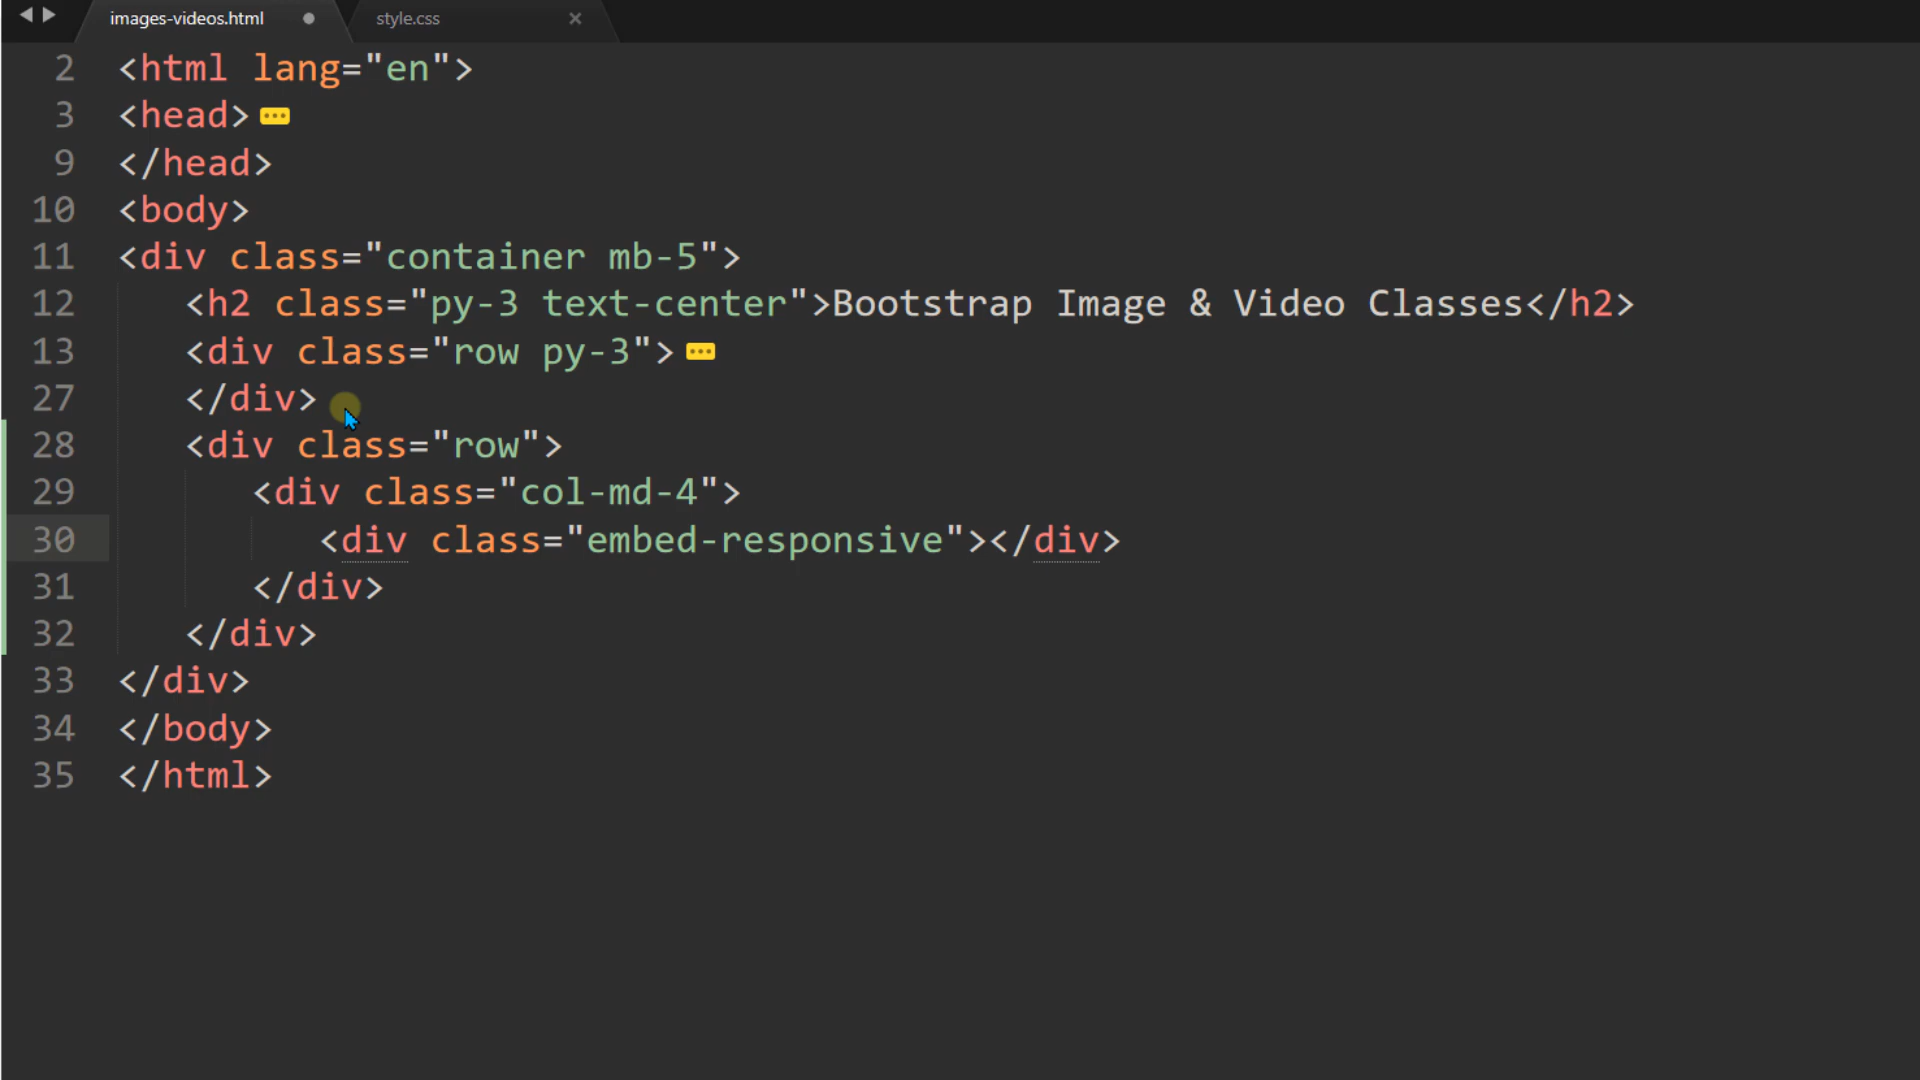 images-videos.html
style.css
2 <html lang="en">
3 <head>
9 </head>
10 <body>
11 <div class="container mb-5">
12 <h2 class="py-3 text-center">Bootstrap Image & Video Classes</h2>
13 <div class="row py-3">
27 </div>
28 <div class="row">
29 <div class="col-md-4">
30 <div class="embed-responsive"></div>
31 </div>
32 </div>
33 </div>
34 </body>
35 </html>